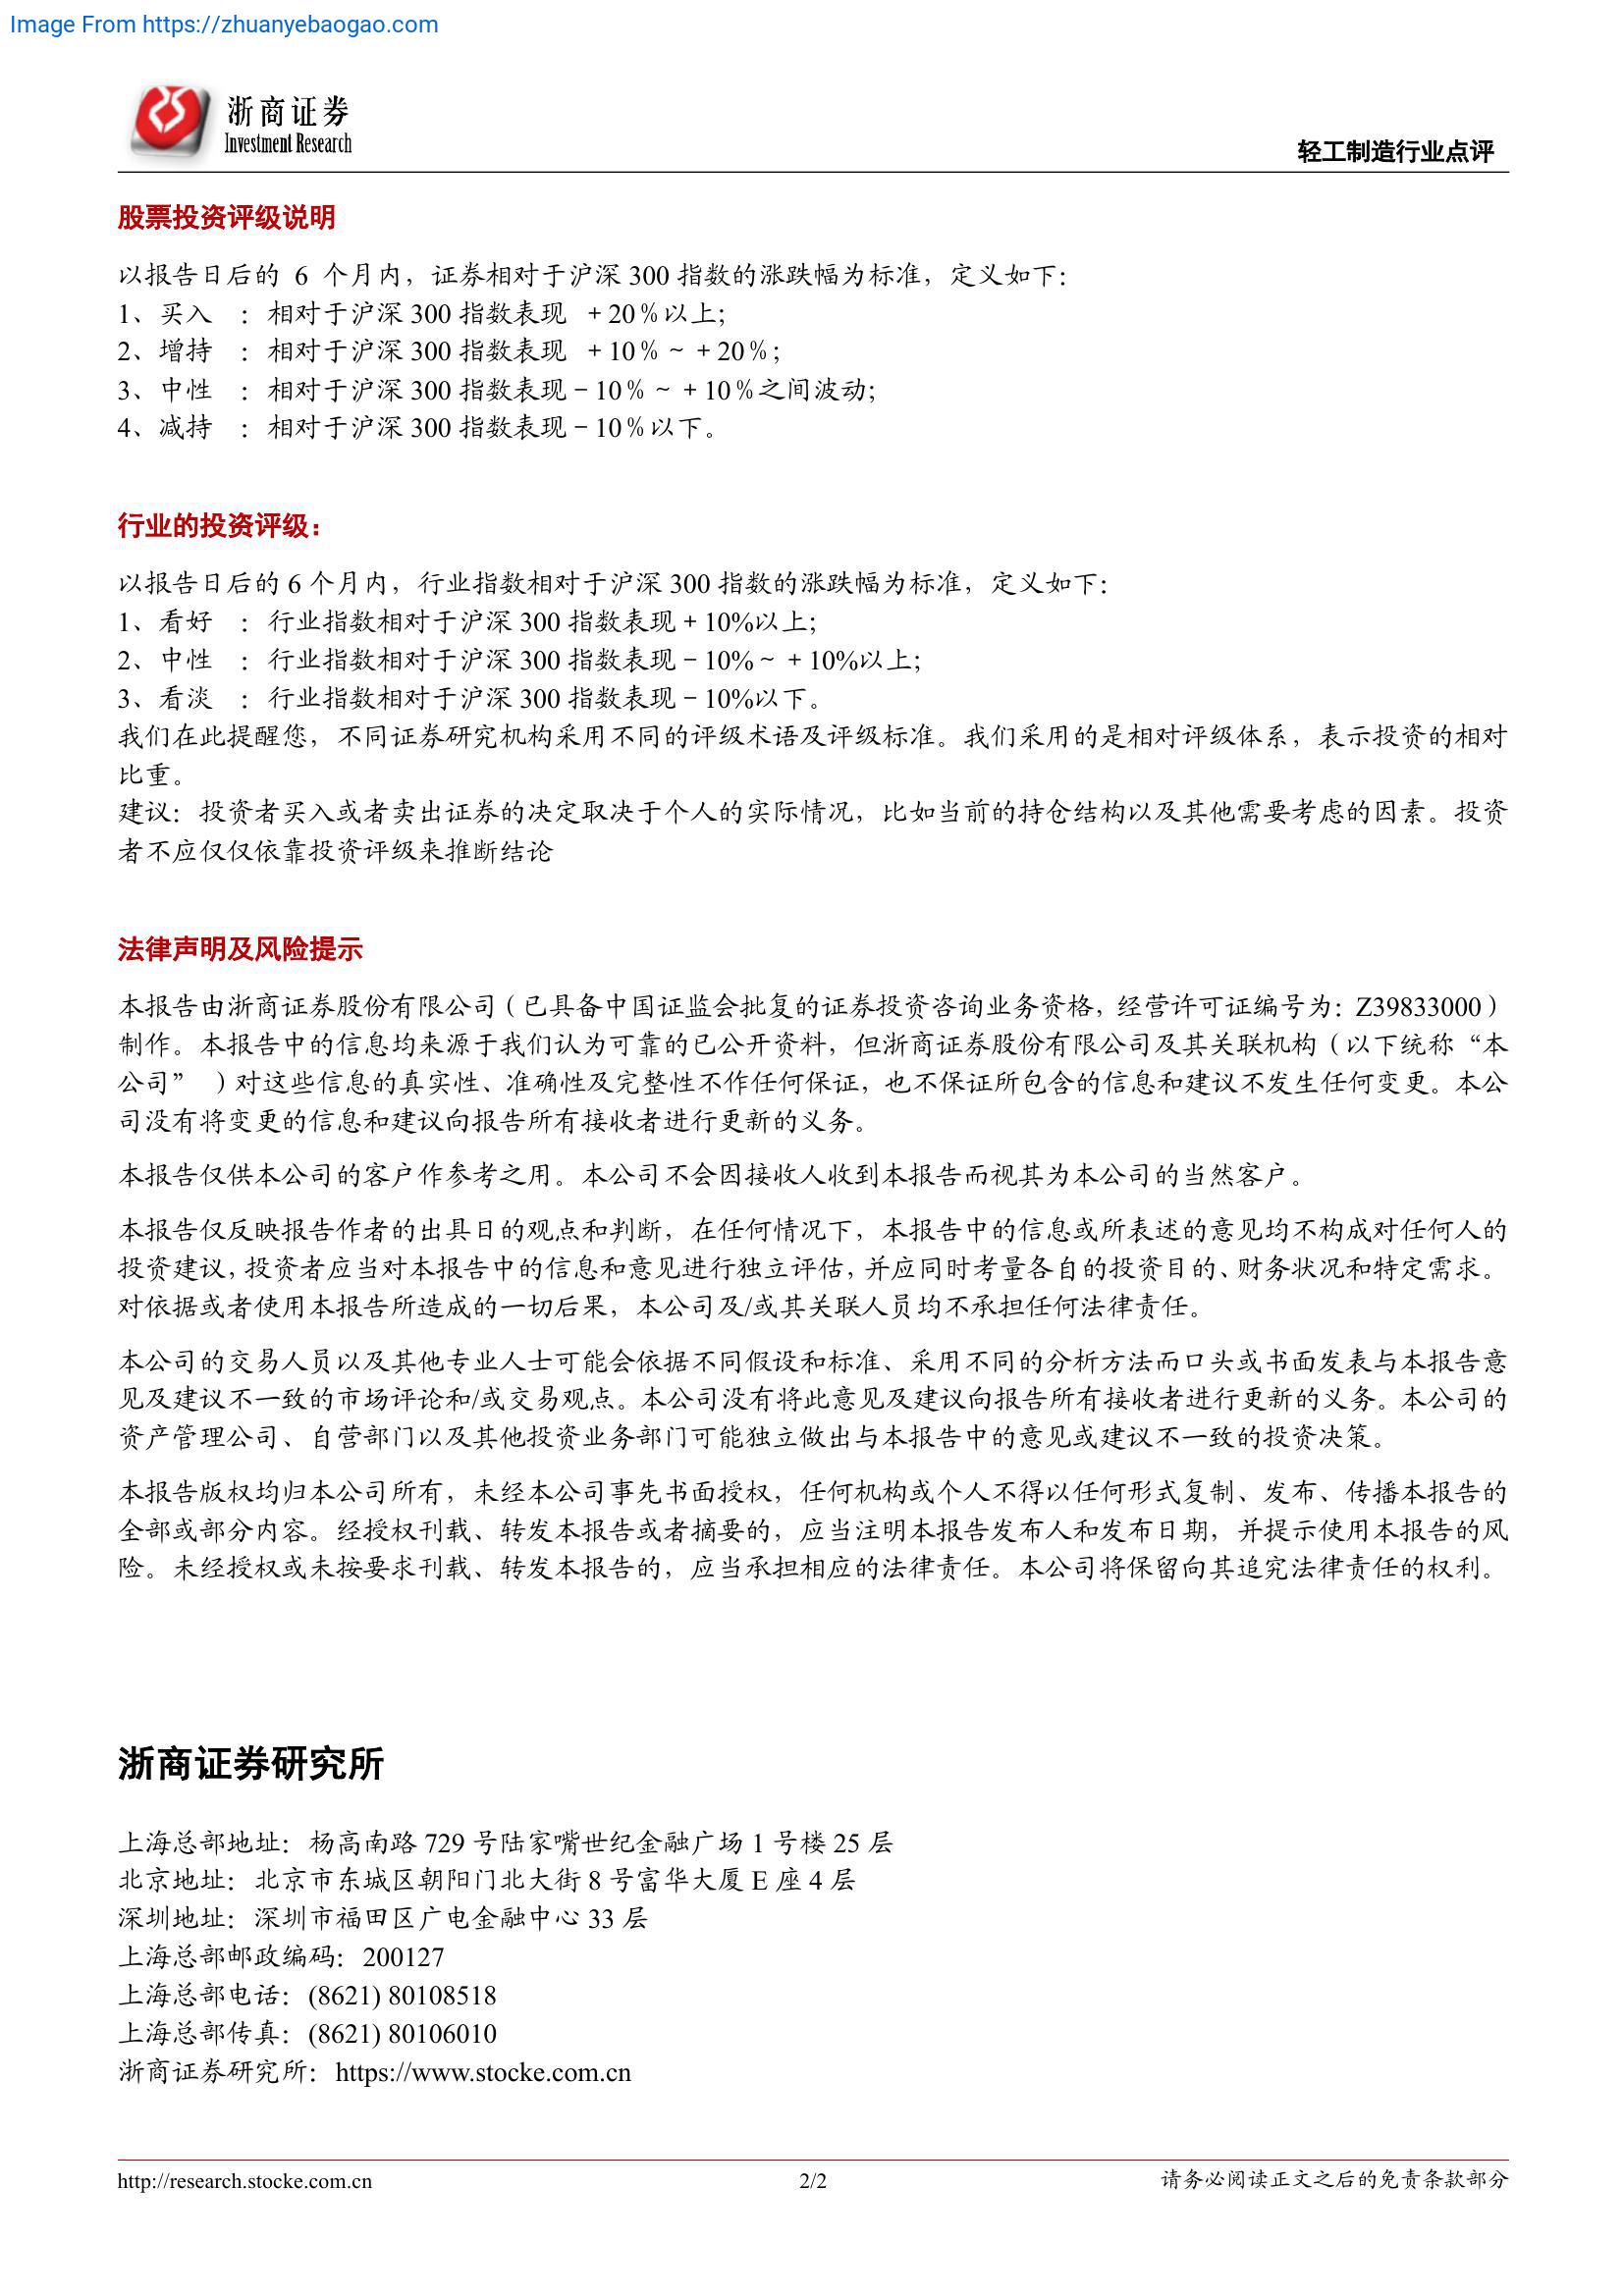 Image From https://zhuanyebaogao.com
浙商证券
Investment Research
轻工制造行业点评
股票投资评级说明
以报告日后的 6 个月内，证券相对于沪深 300 指数的涨跌幅为标准，定义如下：
1、买入 ：相对于沪深 300 指数表现 ＋20％以上；
2、增持 ：相对于沪深 300 指数表现 ＋10％～＋20％；
3、中性 ：相对于沪深 300 指数表现－10％～＋10％之间波动；
4、减持 ：相对于沪深 300 指数表现－10％以下。
行业的投资评级：
以报告日后的 6 个月内，行业指数相对于沪深 300 指数的涨跌幅为标准，定义如下：
1、看好 ：行业指数相对于沪深 300 指数表现＋10%以上；
2、中性 ：行业指数相对于沪深 300 指数表现－10%～＋10%以上；
3、看淡 ：行业指数相对于沪深 300 指数表现－10%以下。
我们在此提醒您，不同证券研究机构采用不同的评级术语及评级标准。我们采用的是相对评级体系，表示投资的相对
比重。
建议：投资者买入或者卖出证券的决定取决于个人的实际情况，比如当前的持仓结构以及其他需要考虑的因素。投资
者不应仅仅依靠投资评级来推断结论
法律声明及风险提示
本报告由浙商证券股份有限公司（已具备中国证监会批复的证券投资咨询业务资格，经营许可证编号为：Z39833000）
制作。本报告中的信息均来源于我们认为可靠的已公开资料，但浙商证券股份有限公司及其关联机构（以下统称“本
公司” ）对这些信息的真实性、准确性及完整性不作任何保证，也不保证所包含的信息和建议不发生任何变更。本公
司没有将变更的信息和建议向报告所有接收者进行更新的义务。
本报告仅供本公司的客户作参考之用。本公司不会因接收人收到本报告而视其为本公司的当然客户。
本报告仅反映报告作者的出具日的观点和判断，在任何情况下，本报告中的信息或所表述的意见均不构成对任何人的
投资建议，投资者应当对本报告中的信息和意见进行独立评估，并应同时考量各自的投资目的、财务状况和特定需求。
对依据或者使用本报告所造成的一切后果，本公司及/或其关联人员均不承担任何法律责任。
本公司的交易人员以及其他专业人士可能会依据不同假设和标准、采用不同的分析方法而口头或书面发表与本报告意
见及建议不一致的市场评论和/或交易观点。本公司没有将此意见及建议向报告所有接收者进行更新的义务。本公司的
资产管理公司、自营部门以及其他投资业务部门可能独立做出与本报告中的意见或建议不一致的投资决策。
本报告版权均归本公司所有，未经本公司事先书面授权，任何机构或个人不得以任何形式复制、发布、传播本报告的
全部或部分内容。经授权刊载、转发本报告或者摘要的，应当注明本报告发布人和发布日期，并提示使用本报告的风
险。未经授权或未按要求刊载、转发本报告的，应当承担相应的法律责任。本公司将保留向其追究法律责任的权利。
浙商证券研究所
上海总部地址：杨高南路 729 号陆家嘴世纪金融广场 1 号楼 25 层
北京地址：北京市东城区朝阳门北大街 8 号富华大厦 E 座 4 层
深圳地址：深圳市福田区广电金融中心 33 层
上海总部邮政编码：200127
上海总部电话：(8621) 80108518
上海总部传真：(8621) 80106010
浙商证券研究所：https://www.stocke.com.cn
http://research.stocke.com.cn
2/2
请务必阅读正文之后的免责条款部分